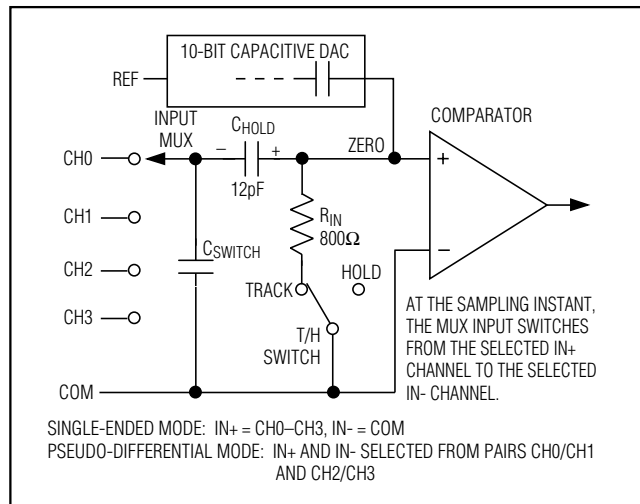 10-BIT CAPACITIVE DAC
REF
COMPARATOR
INPUT
MUX
CHOLD
ZERO
– +
CH0
12pF
+
RIN
800Ω
CH1
CSWITCH
–
HOLD
CH2
TRACK
AT THE SAMPLING INSTANT,
THE MUX INPUT SWITCHES
FROM THE SELECTED IN+
CHANNEL TO THE SELECTED
IN- CHANNEL.
CH3
T/H
SWITCH
COM
SINGLE-ENDED MODE: IN+ = CH0–CH3, IN- = COM
PSEUDO-DIFFERENTIAL MODE: IN+ AND IN- SELECTED FROM PAIRS CH0/CH1
AND CH2/CH3